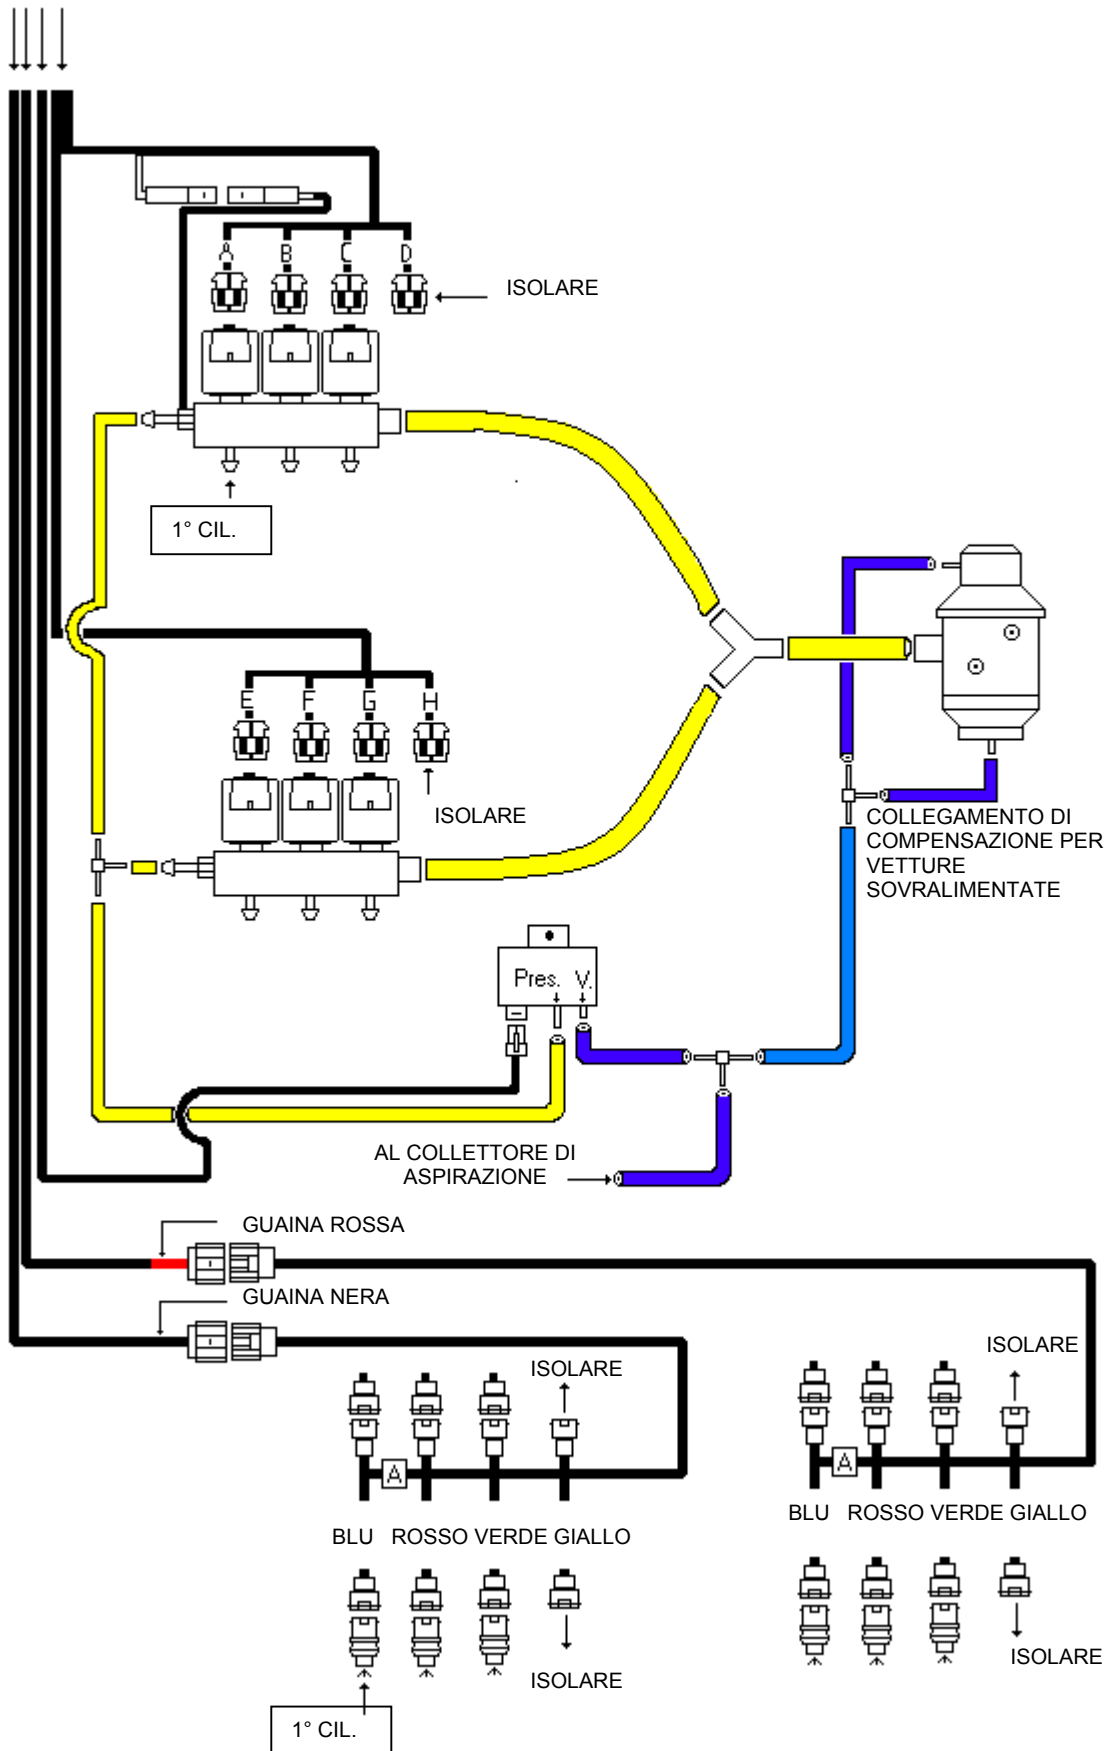 A B C D
ISOLARE
1° CIL.
E F G H
ISOLARE
COLLEGAMENTO DI
COMPENSAZIONE PER
VETTURE
SOVRALIMENTATE
Pres. V.
AL COLLETTORE DI
ASPIRAZIONE
GUAINA ROSSA
GUAINA NERA
ISOLARE
ISOLARE
A
A
BLU ROSSO VERDE GIALLO
BLU ROSSO VERDE GIALLO
ISOLARE
ISOLARE
1° CIL.